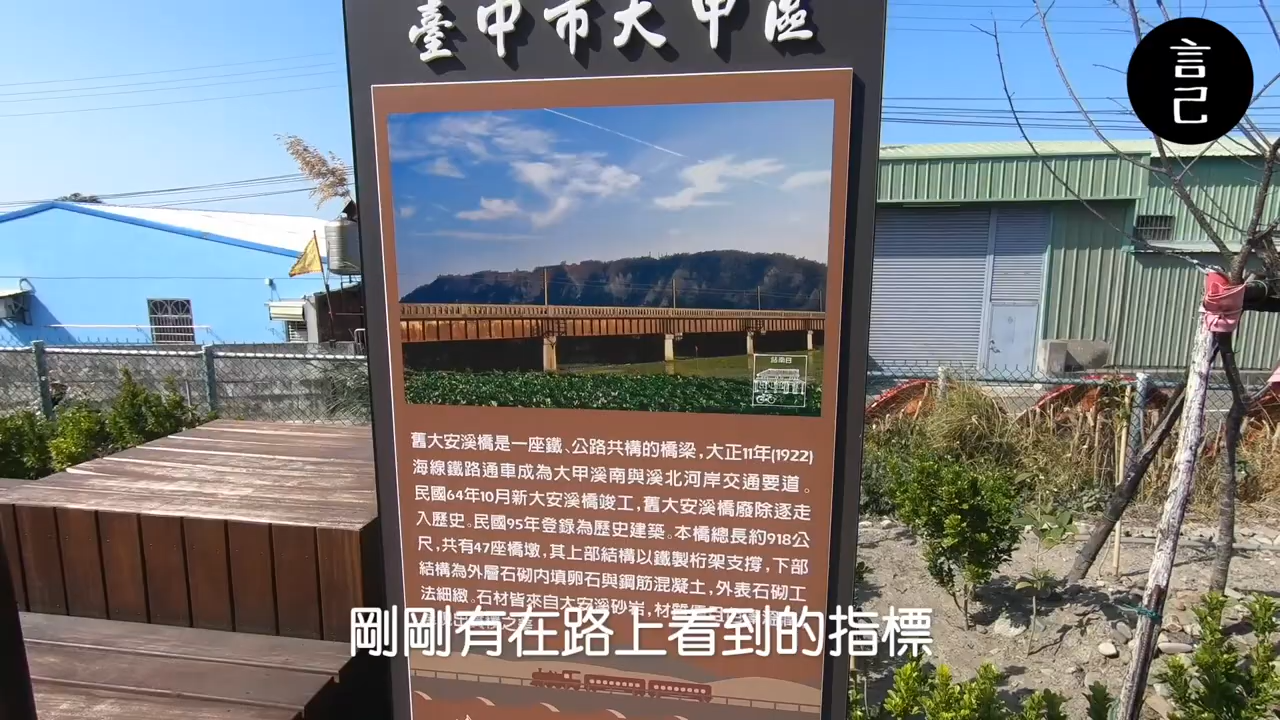 臺中市大甲區
言己
日南站
舊大安溪橋是一座鐵、公路共構的橋梁,大正11年(1922)
海線鐵路通車成為大甲溪南與溪北河岸交通要道。
民國64年10月新大安溪橋竣工,舊大安溪橋廢除逐走
入歷史。民國95年登錄為歷史建築。本橋總長約918公
尺,共有47座橋墩,其上部結構以鐵製桁架支撐,下部
結構為外層石砌內填卵石與鋼筋混凝土,外表石砌工
法細緻。石材皆來自大安溪砂岩,材質
剛剛有在路上看到的指標